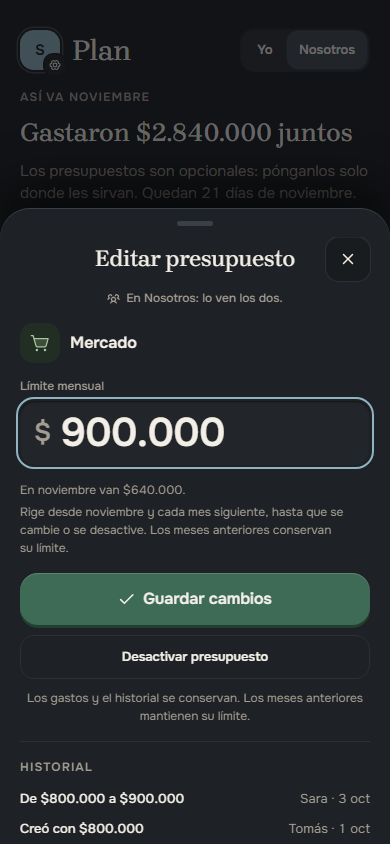 S
Plan
Yo
Nosotros
ASÍ VA NOVIEMBRE
Gastaron $2.840.000 juntos
Los presupuestos son opcionales: pónganlos solo
donde les sirvan. Quedan 21 días de noviembre.
Editar presupuesto
En Nosotros: lo ven los dos.
Mercado
Límite mensual
$ 900.000
En noviembre van $640.000.
Rige desde noviembre y cada mes siguiente, hasta que se
cambie o se desactive. Los meses anteriores conservan
su límite.
Guardar cambios
Desactivar presupuesto
Los gastos y el historial se conservan. Los meses anteriores
mantienen su límite.
HISTORIAL
De $800.000 a $900.000
Sara · 3 oct
Creó con $800.000
Tomás · 1 oct